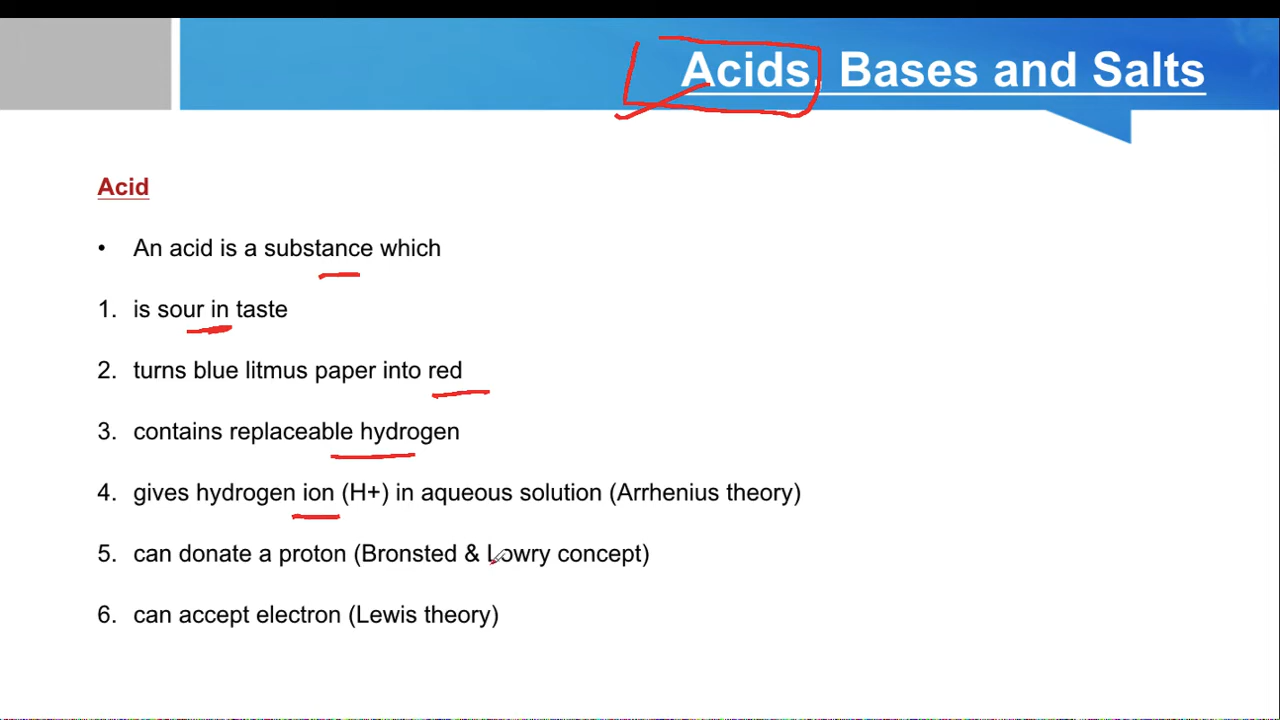 Acids, Bases and Salts
Acid
• An acid is a substance which
1. is sour in taste
2. turns blue litmus paper into red
3. contains replaceable hydrogen
4. gives hydrogen ion (H+) in aqueous solution (Arrhenius theory)
5. can donate a proton (Bronsted & Lowry concept)
6. can accept electron (Lewis theory)